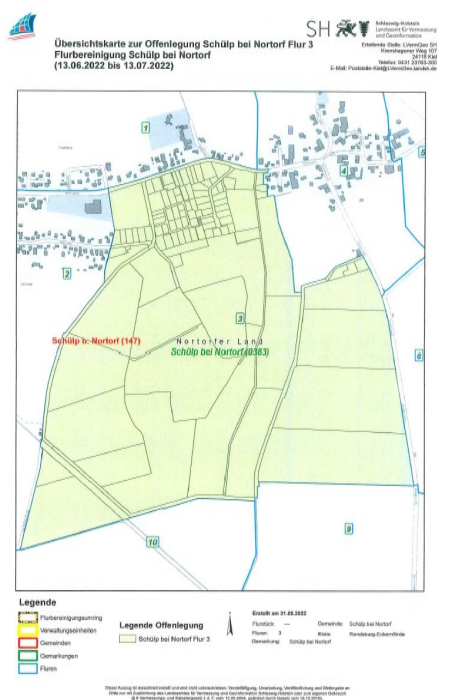 SH
Schleswig-Holstein
Landesamt für Vermessung
und Geoinformation
Übersichtskarte zur Offenlegung Schülp bei Nortorf Flur 3
Flurbereinigung Schülp bei Nortorf
(13.06.2022 bis 13.07.2022)
Erteilende Stelle: LVermGeo SH
Kronshagener Weg 107
24116 Kiel
Telefon: 0431 23783-300
E-Mail: Poststelle-Kiel@LVermGeo.landsh.de
1
5
4
2
3
Schülp b. Nortorf (147)
Nortorfer Land
Schülp bei Nortorf (0383)
6
9
10
Legende
Flurbereinigungsumring
Verwaltungseinheiten
Gemeinden
Gemarkungen
Fluren
Legende Offenlegung
Schülp bei Nortorf Flur 3
Erstellt am 31.05.2022
Flurstück: ---
Gemeinde: Schülp bei Nortorf
Fluren: 3
Kreis: Rendsburg-Eckernförde
Gemarkung: Schülp bei Nortorf